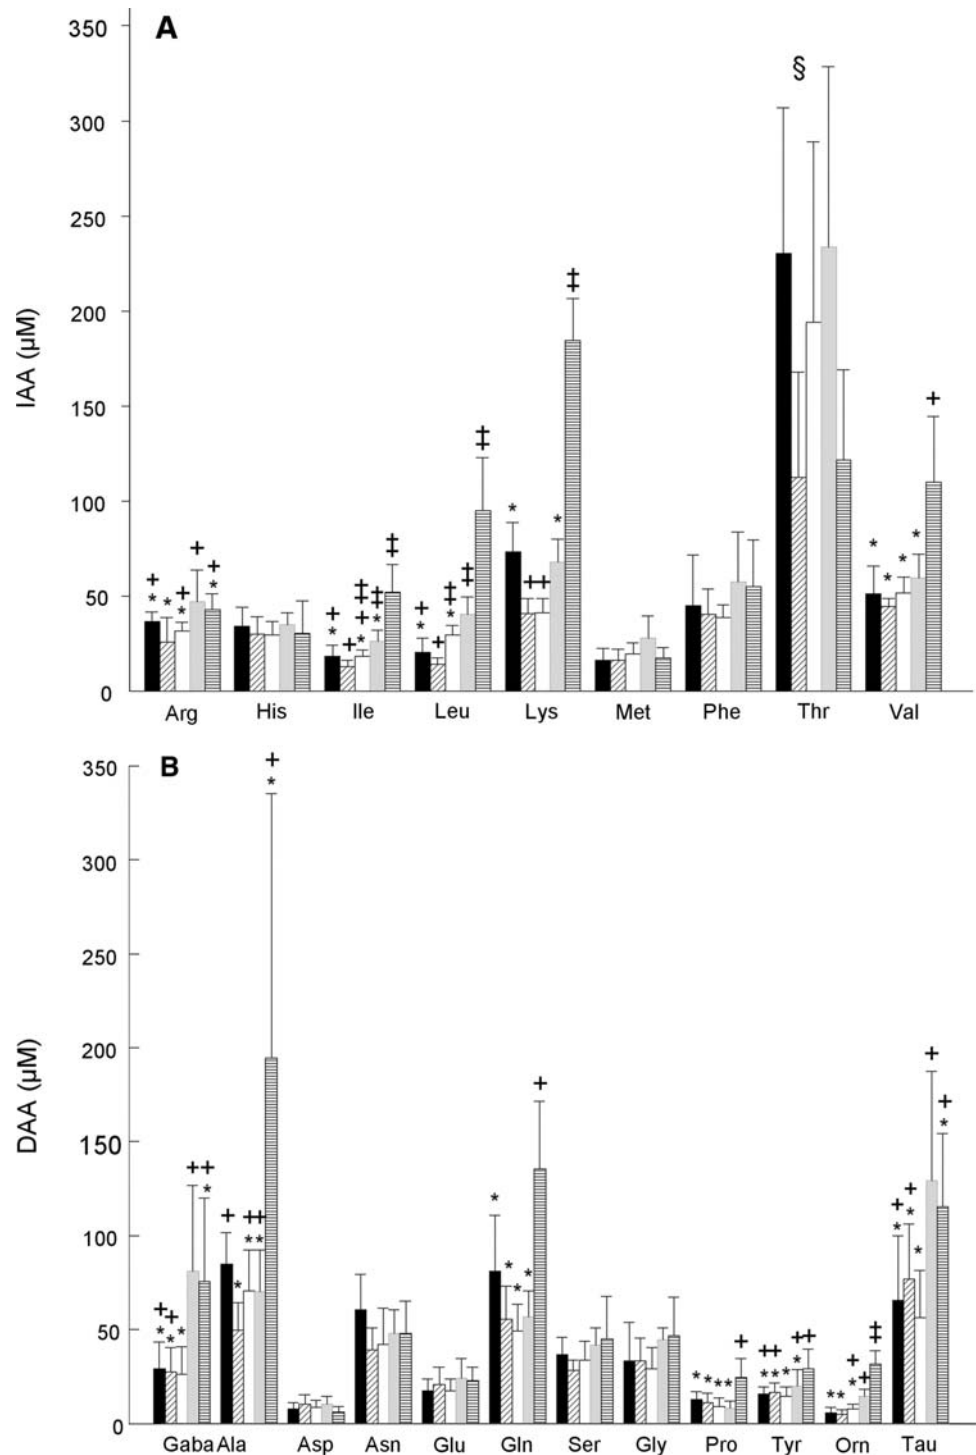 A
350
300
250
200
150
100
50
0
IAA (µM)
§
‡
‡
+
+ + + + *
* * * *
+ ‡ ‡ ‡
* + * *
+ ‡ ‡
* + *
* + + *
* * * *
Arg His Ile Leu Lys Met Phe Thr Val
B
350
300
250
200
150
100
50
0
DAA (µM)
+
*
+ + *
+ + + + +
* * * * * *
+
* * * *
+
* * * *
+ + + +
* * * *
‡
+ +
* * *
+
+ + + *
* * *
Gaba Ala Asp Asn Glu Gln Ser Gly Pro Tyr Orn Tau